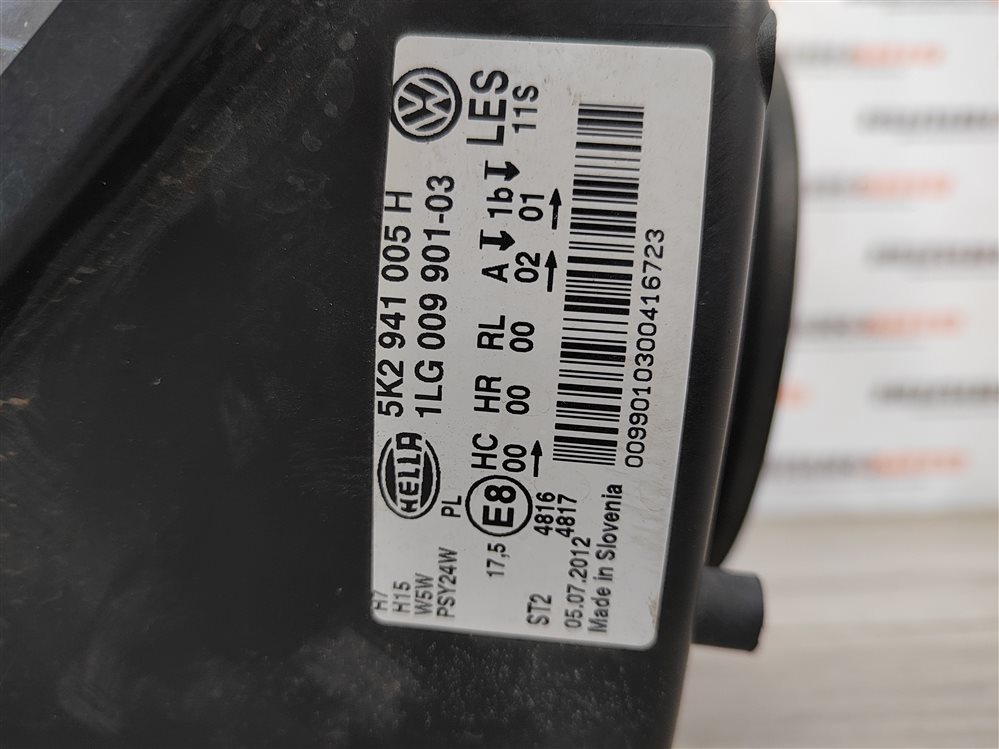 H7
H15
W5W
PSY24W
PL
HELLA
5K2 941 005 H
1LG 009 901-03
LES
11S
17,5
E8
HC HR RL A 1b
00 00 00 02 01
4816
4817
ST2
05.07.2012
Made in Slovenia
00990103000416723